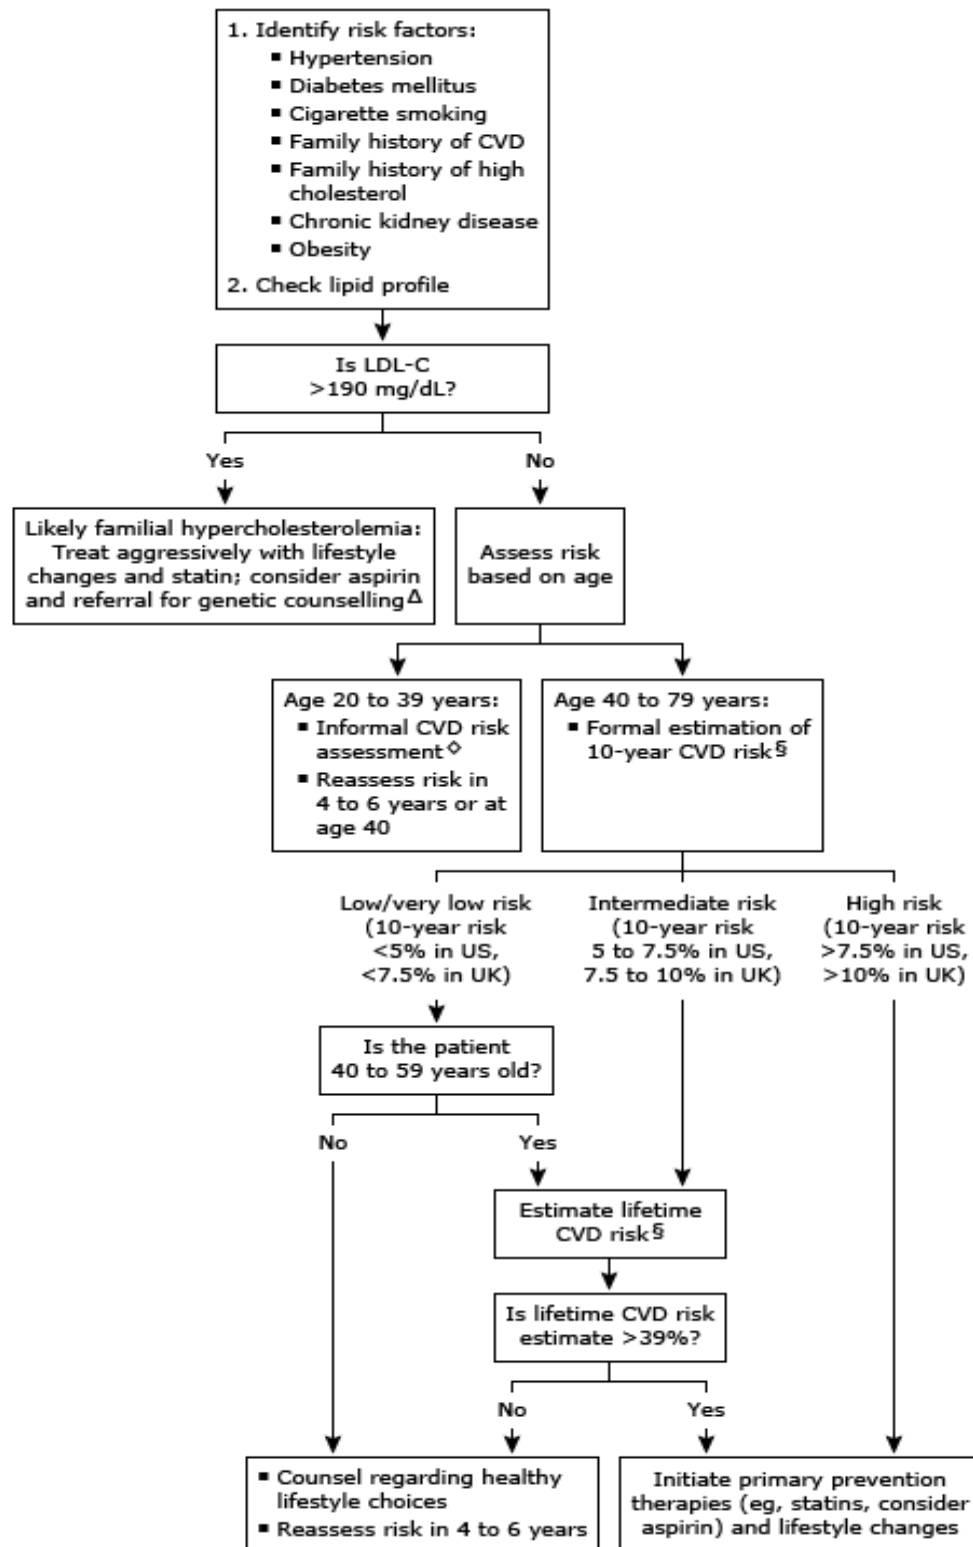 1. Identify risk factors:
▪ Hypertension
▪ Diabetes mellitus
▪ Cigarette smoking
▪ Family history of CVD
▪ Family history of high
cholesterol
▪ Chronic kidney disease
▪ Obesity
2. Check lipid profile
Is LDL-C
>190 mg/dL?
Yes
No
Likely familial hypercholesterolemia:
Treat aggressively with lifestyle
changes and statin; consider aspirin
and referral for genetic counselling Δ
Assess risk
based on age
Age 20 to 39 years:
▪ Informal CVD risk
assessment ◇
▪ Reassess risk in
4 to 6 years or at
age 40
Age 40 to 79 years:
▪ Formal estimation of
10-year CVD risk §
Low/very low risk
(10-year risk
<5% in US,
<7.5% in UK)
Intermediate risk
(10-year risk
5 to 7.5% in US,
7.5 to 10% in UK)
High risk
(10-year risk
>7.5% in US,
>10% in UK)
Is the patient
40 to 59 years old?
No
Yes
Estimate lifetime
CVD risk §
Is lifetime CVD risk
estimate >39%?
No
Yes
▪ Counsel regarding healthy
lifestyle choices
▪ Reassess risk in 4 to 6 years
Initiate primary prevention
therapies (eg, statins, consider
aspirin) and lifestyle changes